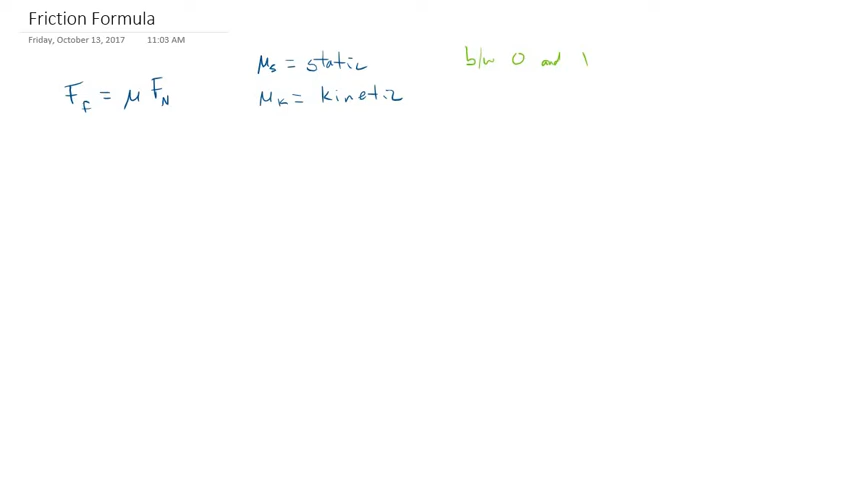 Friction Formula
Friday, October 13, 2017 11:03 AM
μs = static
b/w 0 and 1
Ff = μ FN
μk = kinetic